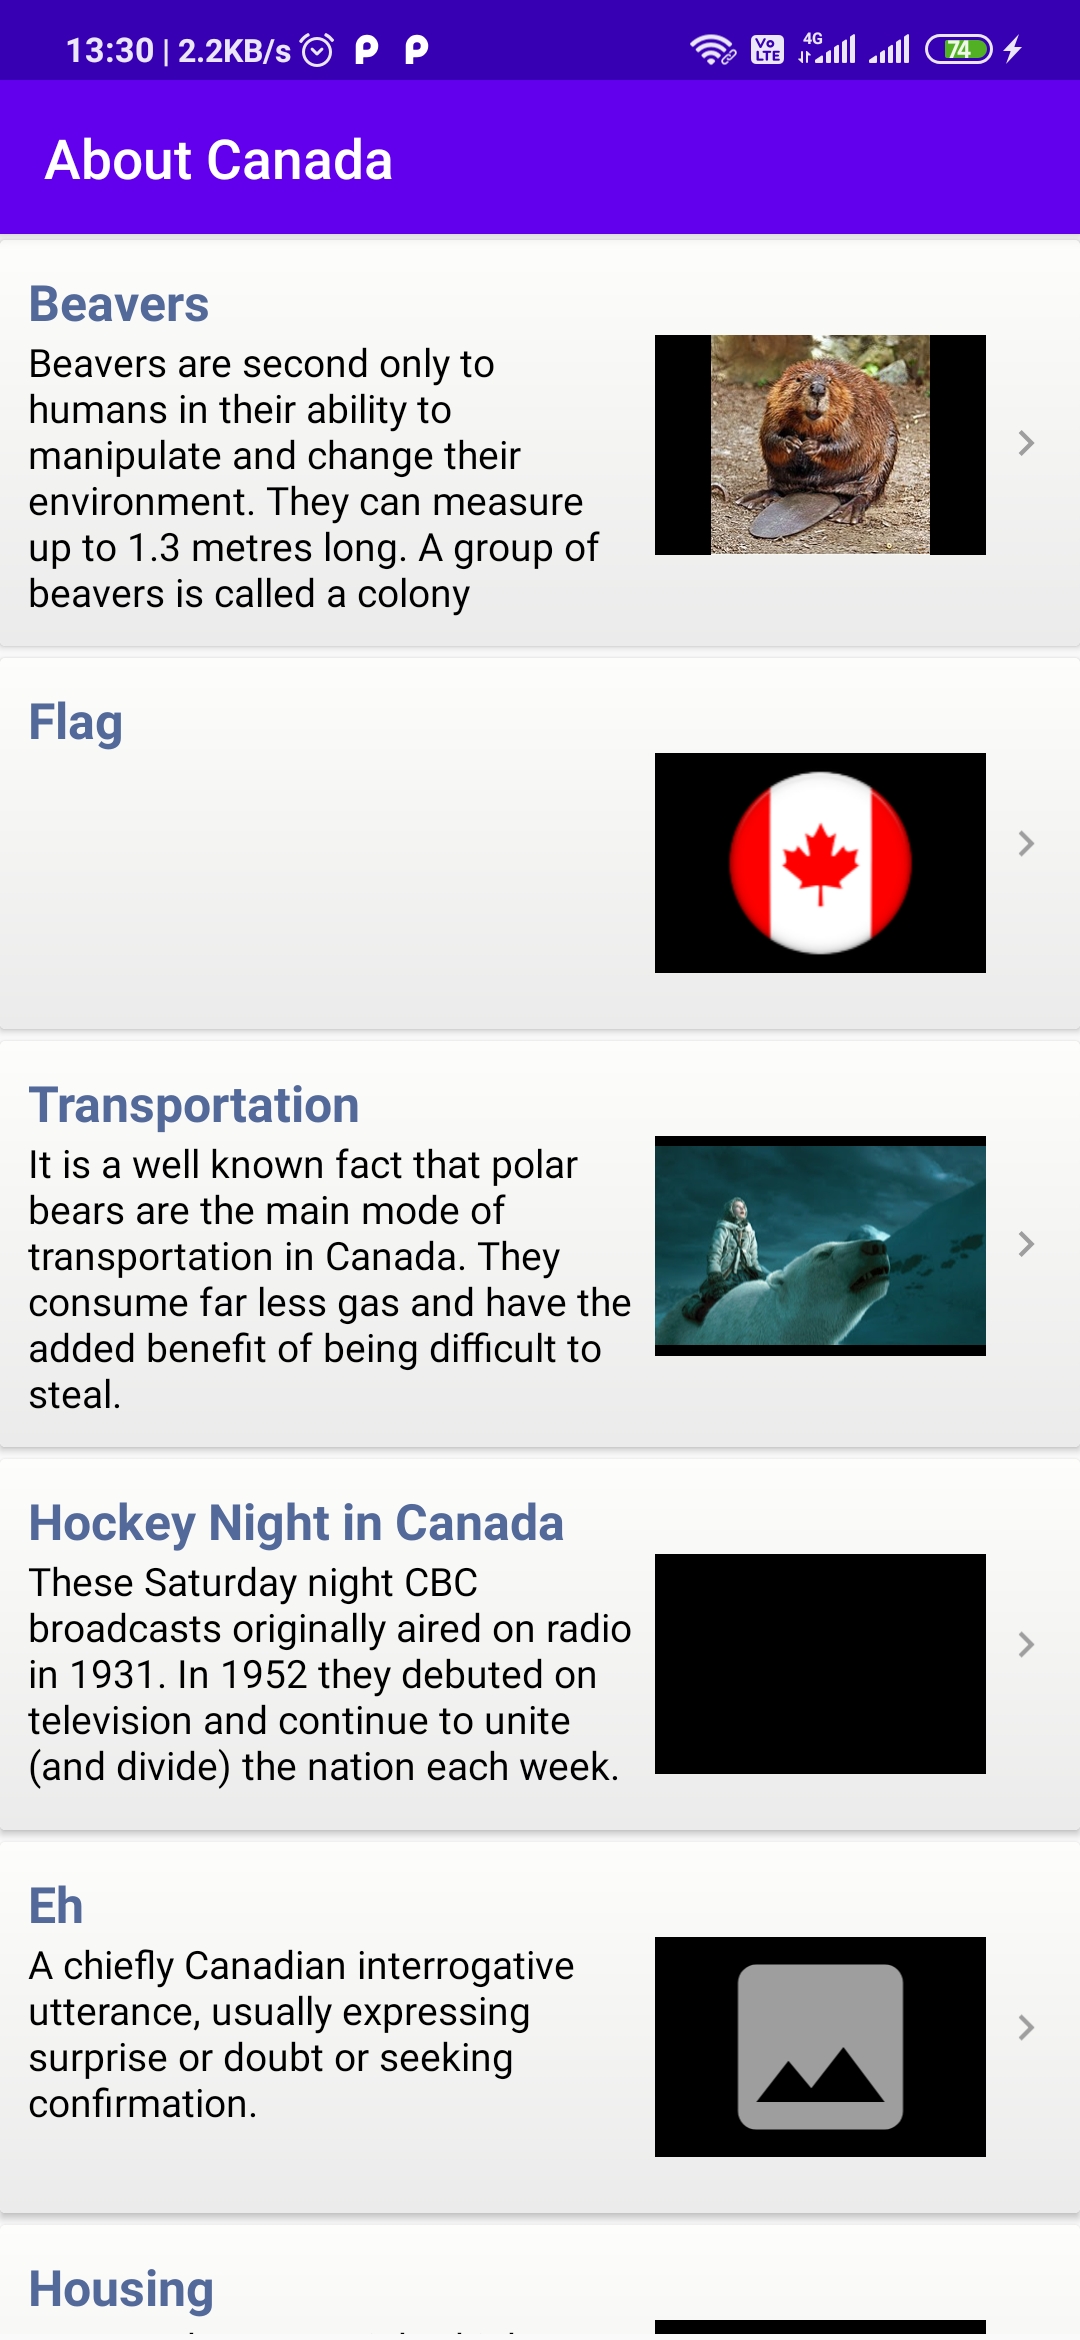 13:30 | 2.2KB/s
Vo LTE 4G 74
About Canada
Beavers
Beavers are second only to
humans in their ability to
manipulate and change their
environment. They can measure
up to 1.3 metres long. A group of
beavers is called a colony
Flag
Transportation
It is a well known fact that polar
bears are the main mode of
transportation in Canada. They
consume far less gas and have the
added benefit of being difficult to
steal.
Hockey Night in Canada
These Saturday night CBC
broadcasts originally aired on radio
in 1931. In 1952 they debuted on
television and continue to unite
(and divide) the nation each week.
Eh
A chiefly Canadian interrogative
utterance, usually expressing
surprise or doubt or seeking
confirmation.
Housing